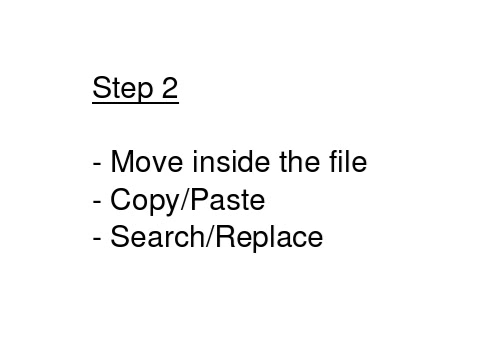 Step 2
- Move inside the file
- Copy/Paste
- Search/Replace